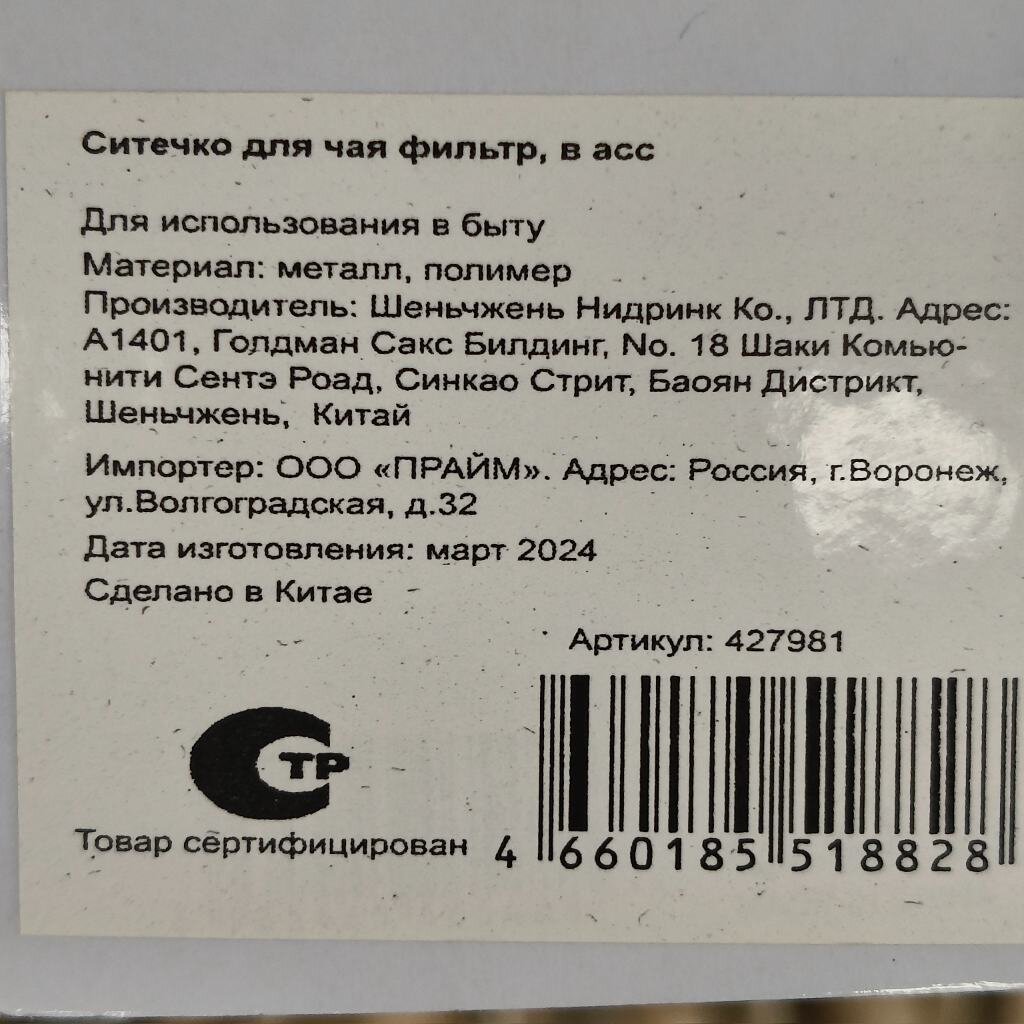 Ситечко для чая фильтр, в асс
Для использования в быту
Материал: металл, полимер
Производитель: Шеньчжень Нидринк Ко., ЛТД. Адрес:
А1401, Голдман Сакс Билдинг, No. 18 Шаки Комью-
нити Сентэ Роад, Синкао Стрит, Баоян Дистрикт,
Шеньчжень, Китай
Импортер: ООО «ПРАЙМ». Адрес: Россия, г.Воронеж,
ул.Волгоградская, д.32
Дата изготовления: март 2024
Сделано в Китае
Артикул: 427981
СТР
Товар сертифицирован
4 660185 518828